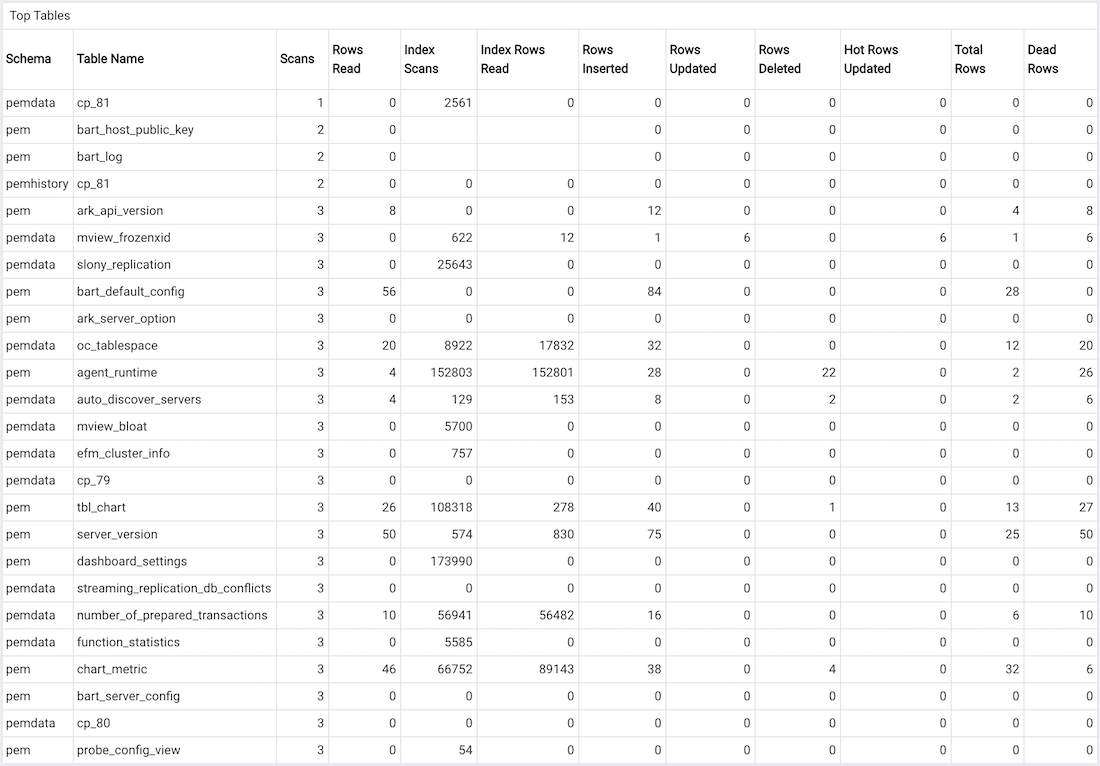 Top Tables
Schema Table Name Scans Rows Read Index Scans Index Rows Read Rows Inserted Rows Updated Rows Deleted Hot Rows Updated Total Rows Dead Rows
pemdata cp_81 1 0 2561 0 0 0 0 0 0 0
pem bart_host_public_key 2 0 0 0 0 0 0 0
pem bart_log 2 0 0 0 0 0 0 0
pemhistory cp_81 2 0 0 0 0 0 0 0 0 0
pem ark_api_version 3 8 0 0 12 0 0 0 4 8
pemdata mview_frozenxid 3 0 622 12 1 6 0 6 1 6
pemdata slony_replication 3 0 25643 0 0 0 0 0 0 0
pem bart_default_config 3 56 0 0 84 0 0 0 28 0
pem ark_server_option 3 0 0 0 0 0 0 0 0 0
pemdata oc_tablespace 3 20 8922 17832 32 0 0 0 12 20
pem agent_runtime 3 4 152803 152801 28 0 22 0 2 26
pemdata auto_discover_servers 3 4 129 153 8 0 2 0 2 6
pemdata mview_bloat 3 0 5700 0 0 0 0 0 0 0
pemdata efm_cluster_info 3 0 757 0 0 0 0 0 0 0
pemdata cp_79 3 0 0 0 0 0 0 0 0 0
pem tbl_chart 3 26 108318 278 40 0 1 0 13 27
pem server_version 3 50 574 830 75 0 0 0 25 50
pem dashboard_settings 3 0 173990 0 0 0 0 0 0 0
pemdata streaming_replication_db_conflicts 3 0 0 0 0 0 0 0 0 0
pemdata number_of_prepared_transactions 3 10 56941 56482 16 0 0 0 6 10
pemdata function_statistics 3 0 5585 0 0 0 0 0 0 0
pem chart_metric 3 46 66752 89143 38 0 4 0 32 6
pem bart_server_config 3 0 0 0 0 0 0 0 0 0
pemdata cp_80 3 0 0 0 0 0 0 0 0 0
pem probe_config_view 3 0 54 0 0 0 0 0 0 0